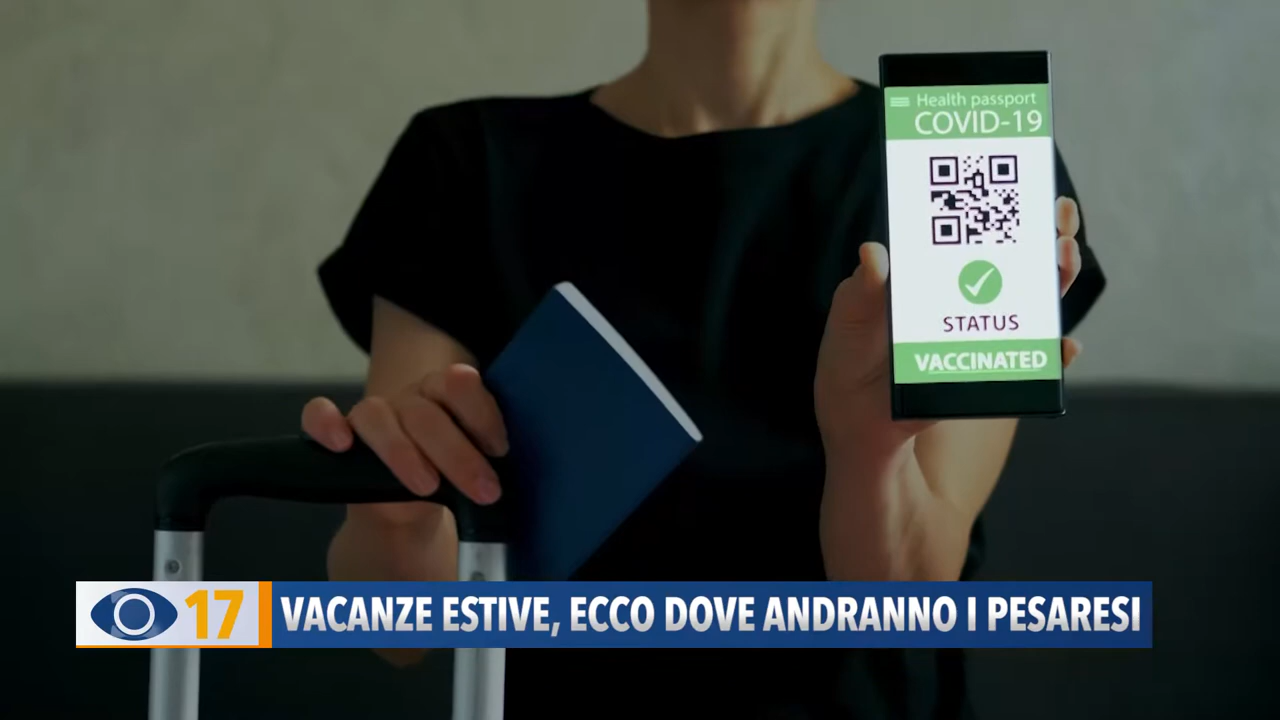 Health passport
COVID-19
STATUS
VACCINATED
17 VACANZE ESTIVE, ECCO DOVE ANDRANNO I PESARESI